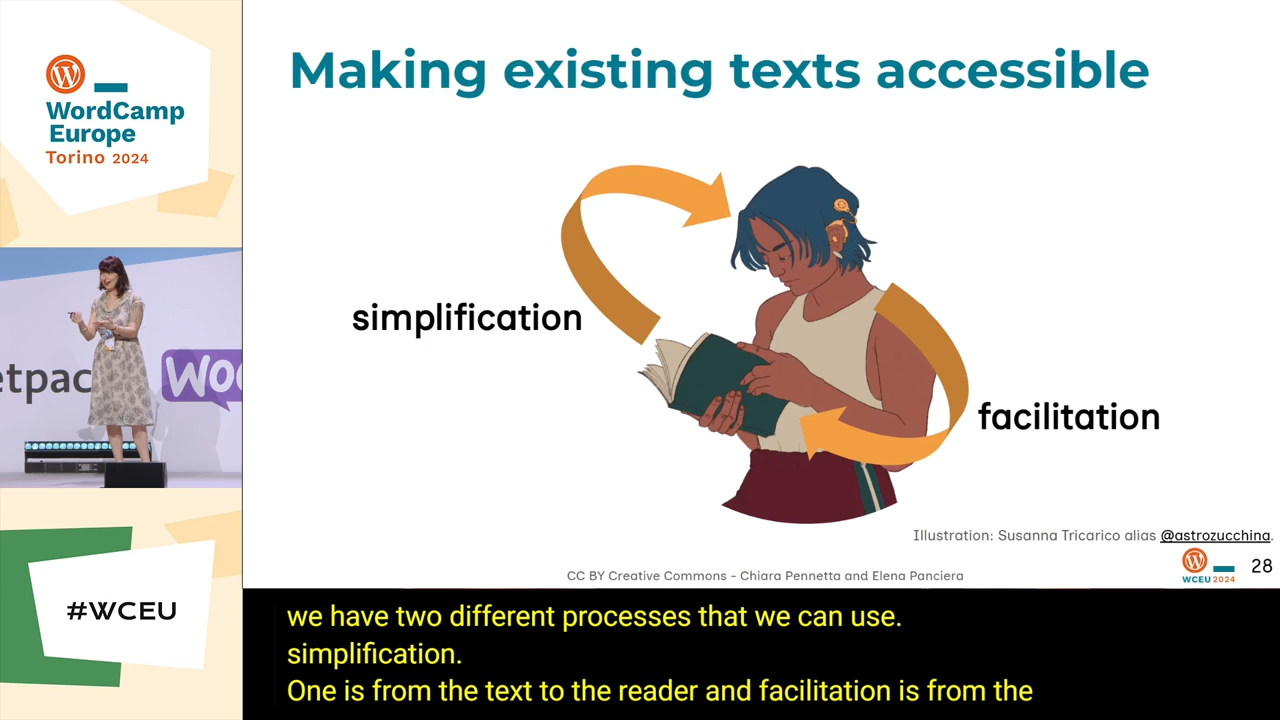 WordCamp
Europe
Torino 2024
etpac
Woo
#WCEU
Making existing texts accessible
simplification
facilitation
Illustration: Susanna Tricarico alias @astrozucchina.
CC BY Creative Commons - Chiara Pennetta and Elena Panciera
WCEU 2024
28
we have two different processes that we can use.
simplification.
One is from the text to the reader and facilitation is from the